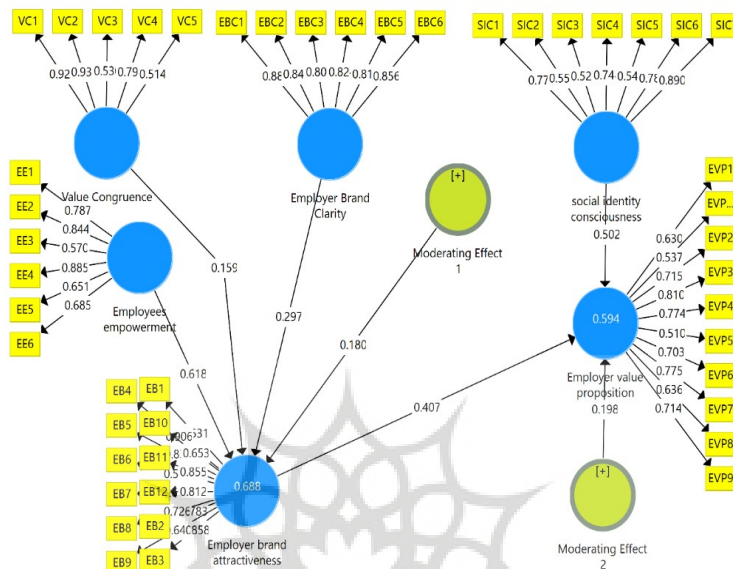 VC1 VC2 VC3 VC4 VC5
EBC1 EBC2 EBC3 EBC4 EBC5 EBC6
SIC1 SIC2 SIC3 SIC4 SIC5 SIC6 SIC7
0.92 0.93 0.53 0.79 0.514
0.88 0.84 0.80 0.82 0.81 0.856
0.77 0.55 0.52 0.74 0.54 0.78 0.890
Value Congruence
Employer Brand
Clarity
[+]
Moderating Effect
1
social identity
consciousness
EE1
EE2
EE3
EE4
EE5
EE6
0.787
0.844
0.570
0.885
0.651
0.685
Employees
empowerment
0.159
0.297
0.180
0.618
0.502
0.407
0.198
EVP1
EVP...
EVP2
EVP3
EVP4
EVP5
EVP6
EVP7
EVP8
EVP9
0.630
0.537
0.715
0.810
0.774
0.510
0.703
0.775
0.636
0.714
0.594
Employer value
proposition
[+]
Moderating Effect
2
EB4 EB1
EB5 EB10
EB6 EB11
EB7 EB12
EB8 EB2
EB9 EB3
0.653
0.855
0.812
0.688
Employer brand
attractiveness